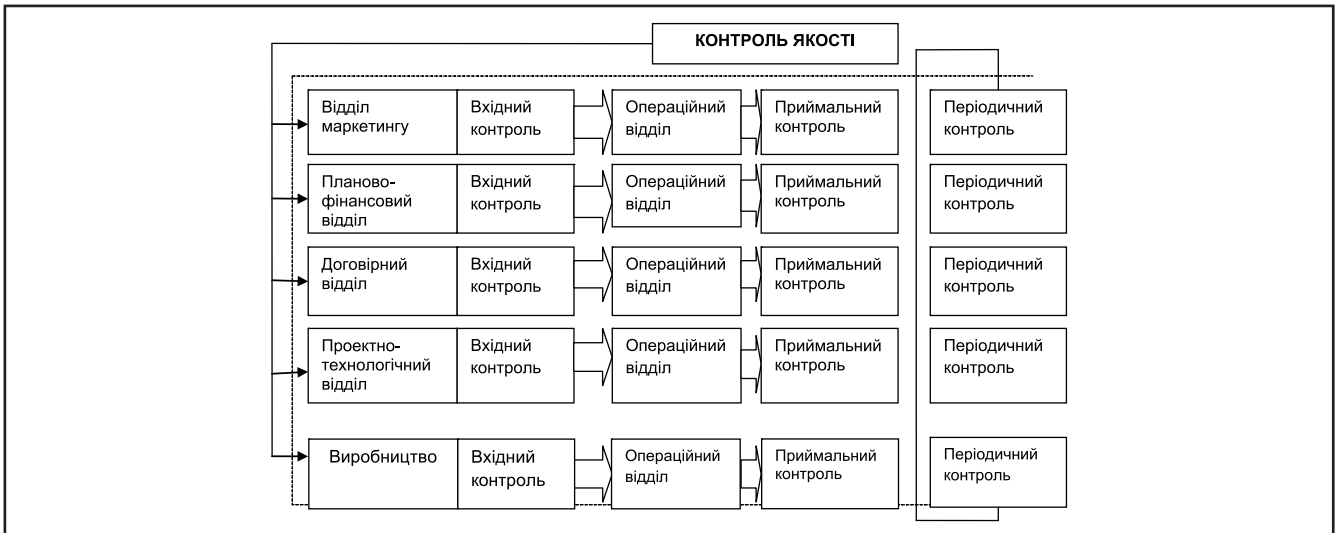 КОНТРОЛЬ ЯКОСТІ
Відділ
маркетингу
Вхідний
контроль
Операційний
відділ
Приймальний
контроль
Періодичний
контроль
Планово-
фінансовий
відділ
Вхідний
контроль
Операційний
відділ
Приймальний
контроль
Періодичний
контроль
Договірний
відділ
Вхідний
контроль
Операційний
відділ
Приймальний
контроль
Періодичний
контроль
Проектно-
технологічний
відділ
Вхідний
контроль
Операційний
відділ
Приймальний
контроль
Періодичний
контроль
Виробництво
Вхідний
контроль
Операційний
відділ
Приймальний
контроль
Періодичний
контроль